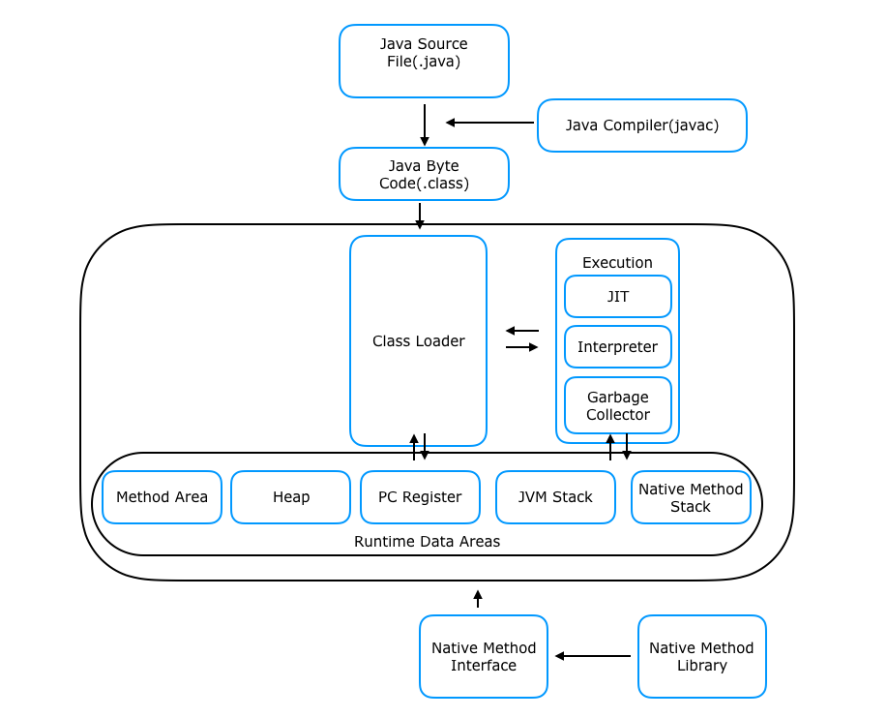 Java Source
File(.java)
Java Compiler(javac)
Java Byte
Code(.class)
Class Loader
Execution
JIT
Interpreter
Garbage
Collector
Method Area
Heap
PC Register
JVM Stack
Native Method
Stack
Runtime Data Areas
Native Method
Interface
Native Method
Library